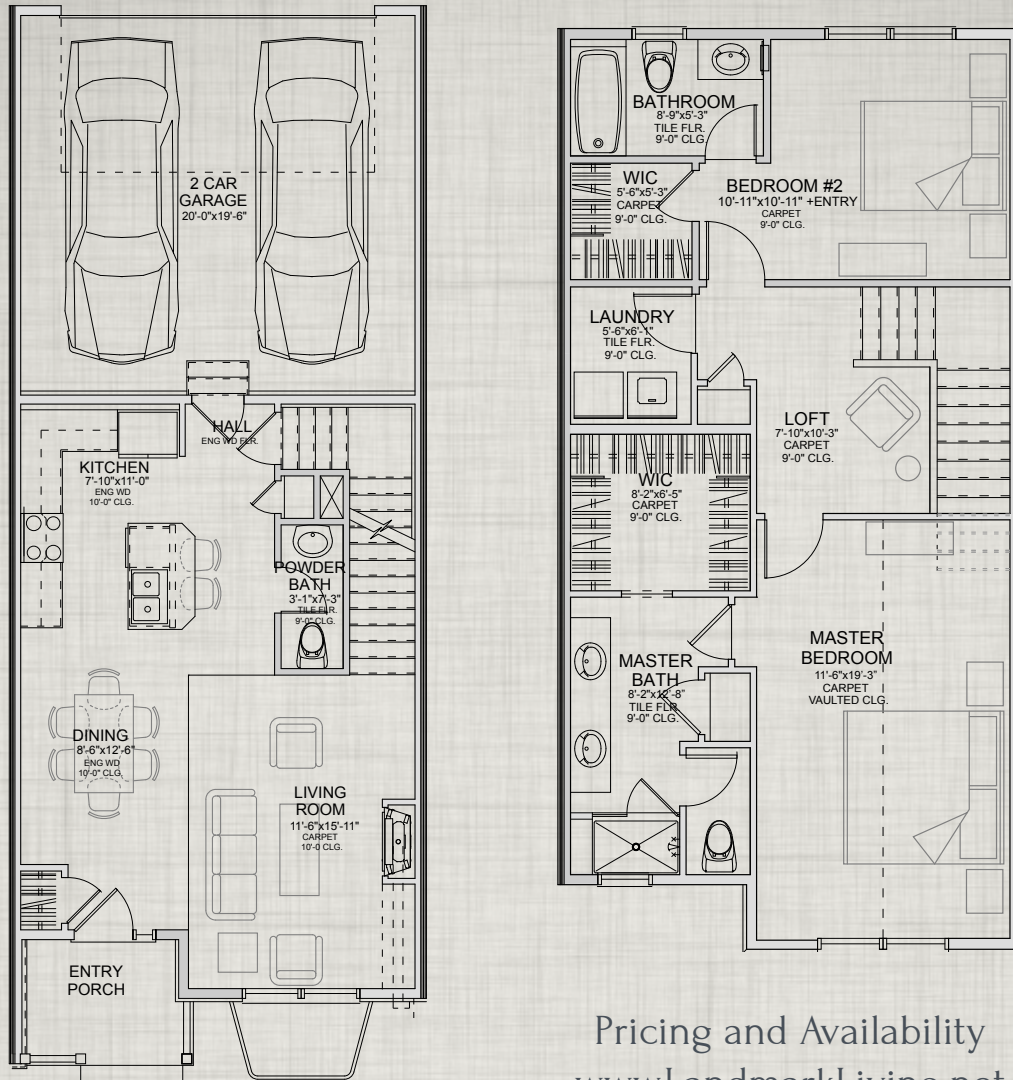 2 CAR
GARAGE
20'-0"x19'-6"
HALL
ENG WD FLR.
KITCHEN
7'-10"x11'-0"
ENG WD
10'-0" CLG.
POWDER
BATH
3'-1"x7'-3"
TILE FLR.
9'-0" CLG.
DINING
8'-6"x12'-6"
ENG WD
10'-0" CLG.
LIVING
ROOM
11'-6"x15'-11"
CARPET
10'-0 CLG.
ENTRY
PORCH
BATHROOM
8'-9"x5'-3"
TILE FLR.
9'-0" CLG.
WIC
5'-6"x5'-3"
CARPET
9'-0" CLG.
BEDROOM #2
10'-11"x10'-11" +ENTRY
CARPET
9'-0" CLG.
LAUNDRY
5'-6"x6'-1"
TILE FLR.
9'-0" CLG.
LOFT
7'-10"x10'-3"
CARPET
9'-0" CLG.
WIC
8'-2"x6'-5"
CARPET
9'-0" CLG.
MASTER
BATH
8'-2"x12'-8"
TILE FLR.
9'-0" CLG.
MASTER
BEDROOM
11'-6"x19'-3"
CARPET
VAULTED CLG.
Pricing and Availability
www.LandmarkLiving.net